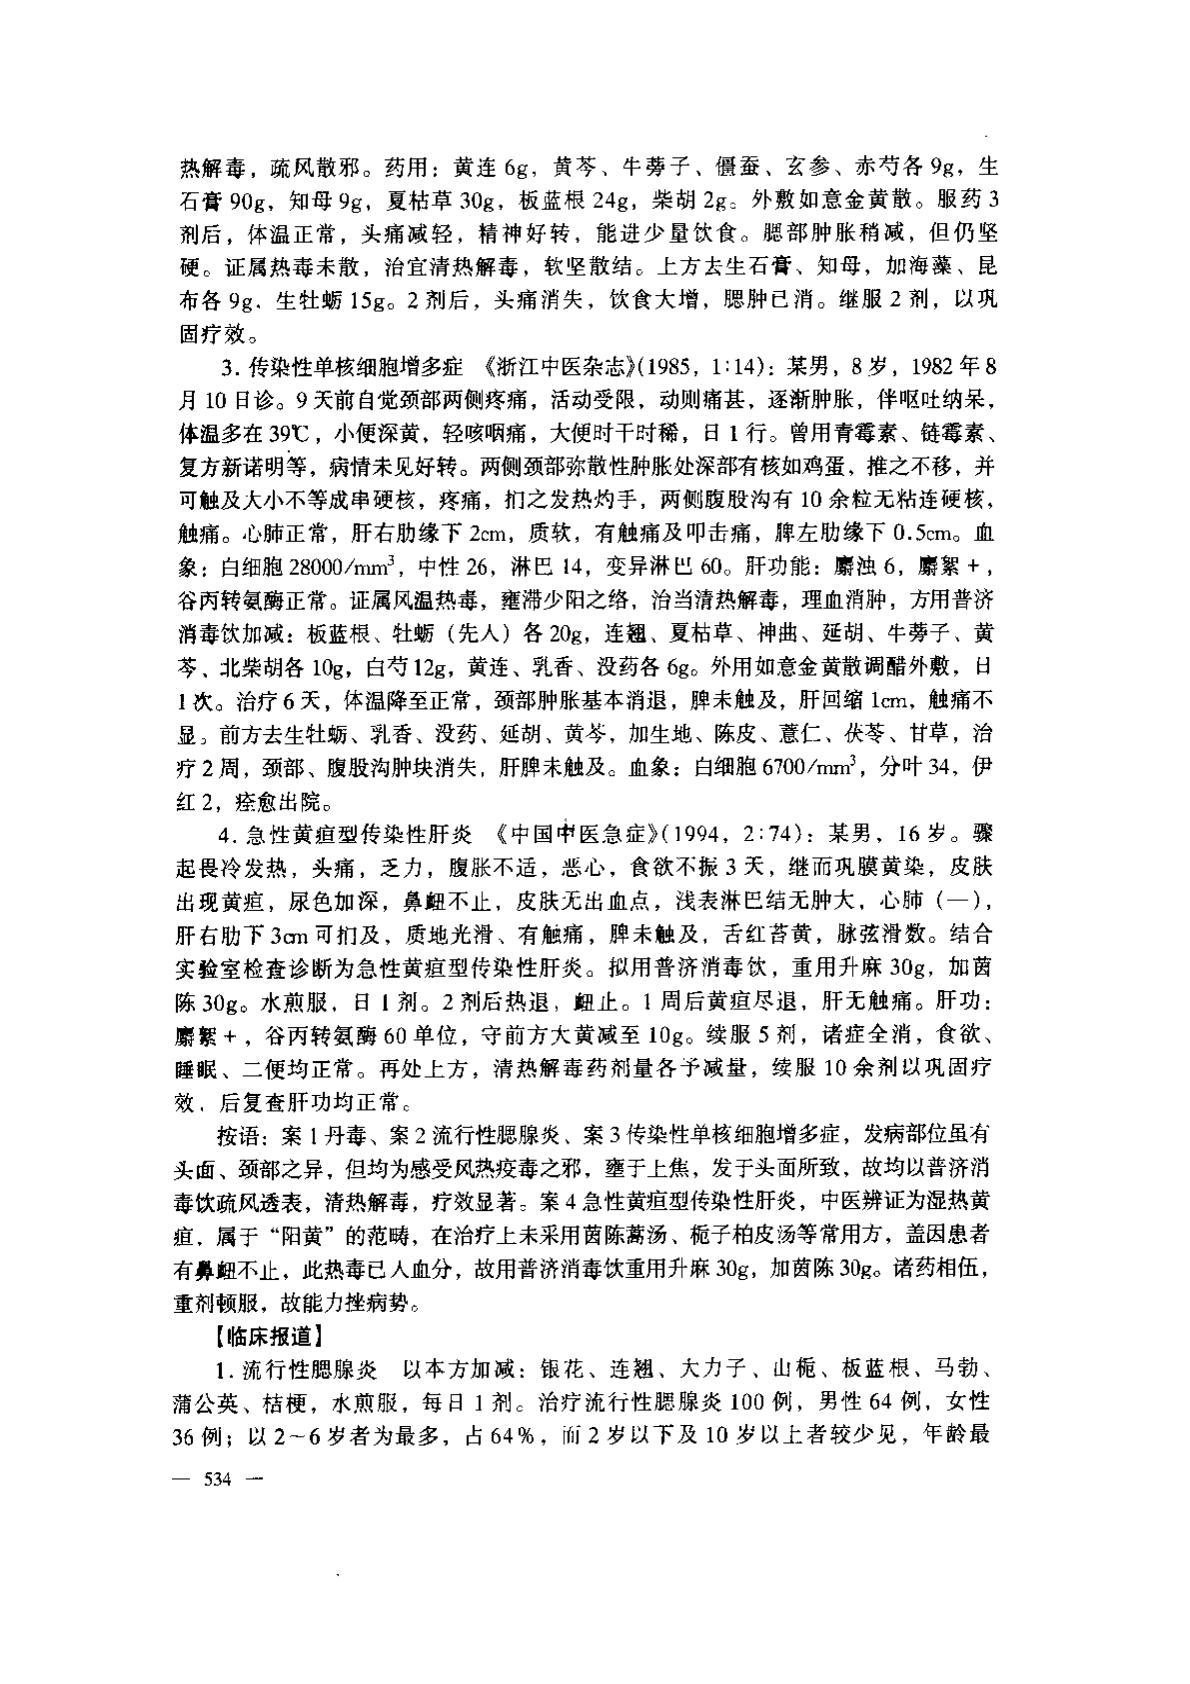 热解毒，疏风散邪。药用：黄连 6g，黄芩、牛蒡子、僵蚕、玄参、赤芍各 9g，生
石膏 90g，知母 9g，夏枯草 30g，板蓝根 24g，柴胡 2g。外敷如意金黄散。服药 3
剂后，体温正常，头痛减轻，精神好转，能进少量饮食。腮部肿胀稍减，但仍坚
硬。证属热毒未散，治宜清热解毒，软坚散结。上方去生石膏、知母，加海藻、昆
布各 9g，生牡蛎 15g。2 剂后，头痛消失，饮食大增，腮肿已消。继服 2 剂，以巩
固疗效。
3. 传染性单核细胞增多症 《浙江中医杂志》(1985，1:14)：某男，8 岁，1982 年 8
月 10 日诊。9 天前自觉颈部两侧疼痛，活动受限，动则痛甚，逐渐肿胀，伴呕吐纳呆，
体温多在 39℃，小便深黄，轻咳咽痛，大便时干时稀，日 1 行。曾用青霉素、链霉素、
复方新诺明等，病情未见好转。两侧颈部弥散性肿胀处深部有核如鸡蛋，推之不移，并
可触及大小不等成串硬核，疼痛，扪之发热灼手，两侧腹股沟有 10 余粒无粘连硬核，
触痛。心肺正常，肝右肋缘下 2cm，质软，有触痛及叩击痛，脾左肋缘下 0.5cm。血
象：白细胞 28000/mm³，中性 26，淋巴 14，变异淋巴 60。肝功能：麝浊 6，麝絮 +，
谷丙转氨酶正常。证属风温热毒，壅滞少阳之络，治当清热解毒，理血消肿，方用普济
消毒饮加减：板蓝根、牡蛎（先人）各 20g，连翘、夏枯草、神曲、延胡、牛蒡子、黄
芩、北柴胡各 10g，白芍 12g，黄连、乳香、没药各 6g。外用如意金黄散调醋外敷，日
1 次。治疗 6 天，体温降至正常，颈部肿胀基本消退，脾未触及，肝回缩 1cm，触痛不
显。前方去生牡蛎、乳香、没药、延胡、黄芩，加生地、陈皮、薏仁、茯苓、甘草，治
疗 2 周，颈部、腹股沟肿块消失，肝脾未触及。血象：白细胞 6700/mm³，分叶 34，伊
红 2，痊愈出院。
4. 急性黄疸型传染性肝炎 《中国中医急症》(1994，2:74)：某男，16 岁。骤
起畏冷发热，头痛，乏力，腹胀不适，恶心，食欲不振 3 天，继而巩膜黄染，皮肤
出现黄疸，尿色加深，鼻衄不止，皮肤无出血点，浅表淋巴结无肿大，心肺（—），
肝右肋下 3cm 可扪及，质地光滑、有触痛，脾未触及，舌红苔黄，脉弦滑数。结合
实验室检查诊断为急性黄疸型传染性肝炎。拟用普济消毒饮，重用升麻 30g，加茵
陈 30g。水煎服，日 1 剂。2 剂后热退，衄止。1 周后黄疸尽退，肝无触痛。肝功：
麝絮 +，谷丙转氨酶 60 单位，守前方大黄减至 10g。续服 5 剂，诸症全消，食欲、
睡眠、二便均正常。再处上方，清热解毒药剂量各予减量，续服 10 余剂以巩固疗
效，后复查肝功均正常。
按语：案 1 丹毒、案 2 流行性腮腺炎、案 3 传染性单核细胞增多症，发病部位虽有
头面、颈部之异，但均为感受风热疫毒之邪，壅于上焦，发于头面所致，故均以普济消
毒饮疏风透表，清热解毒，疗效显著。案 4 急性黄疸型传染性肝炎，中医辨证为湿热黄
疸，属于“阳黄”的范畴，在治疗上未采用茵陈蒿汤、栀子柏皮汤等常用方，盖因患者
有鼻衄不止，此热毒已人血分，故用普济消毒饮重用升麻 30g，加茵陈 30g。诸药相伍，
重剂顿服，故能力挫病势。
【临床报道】
1. 流行性腮腺炎 以本方加减：银花、连翘、大力子、山栀、板蓝根、马勃、
蒲公英、桔梗，水煎服，每日 1 剂。治疗流行性腮腺炎 100 例，男性 64 例，女性
36 例；以 2～6 岁者为最多，占 64%，而 2 岁以下及 10 岁以上者较少见，年龄最
— 534 —